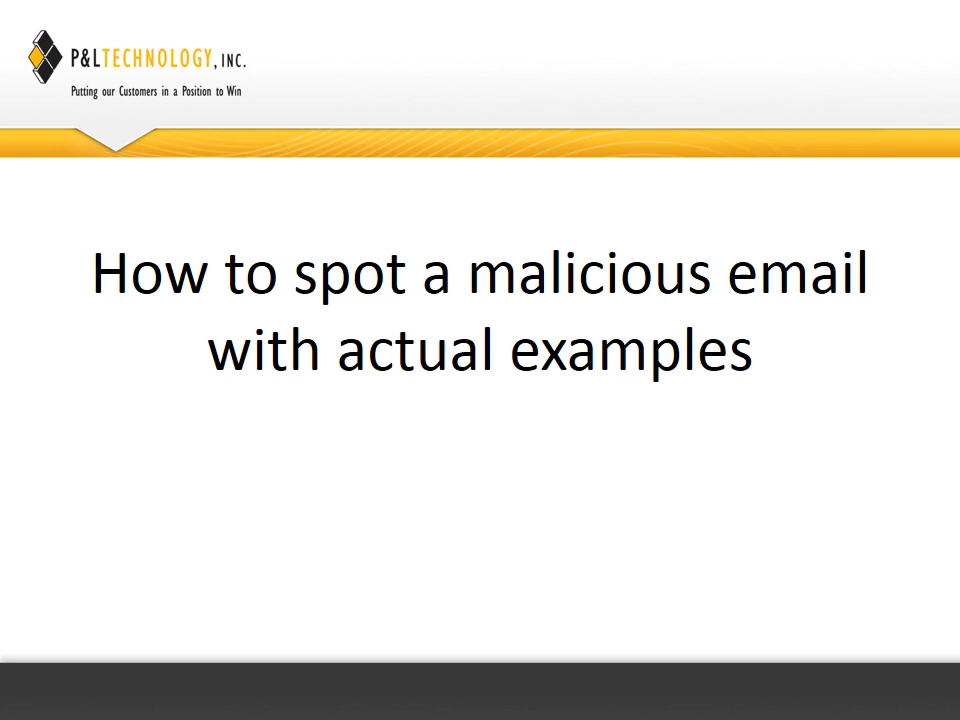 P&LTECHNOLOGY, INC.
Putting our Customers in a Position to Win
How to spot a malicious email
with actual examples